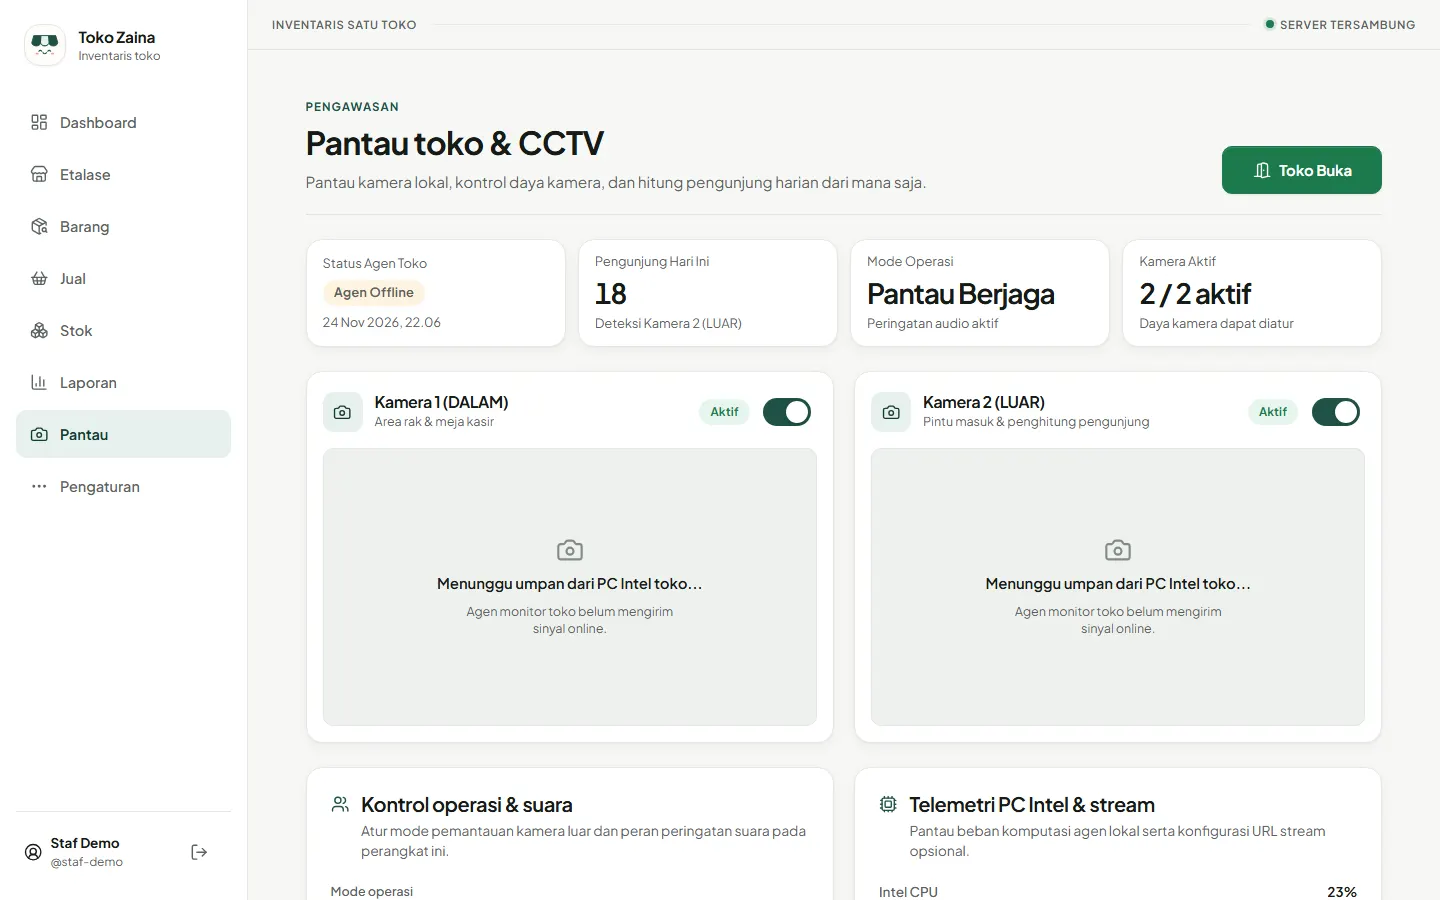 Toko Zaina
Inventaris toko
Dashboard
Etalase
Barang
Jual
Stok
Laporan
Pantau
Pengaturan
Staf Demo
@staf-demo
INVENTARIS SATU TOKO
SERVER TERSAMBUNG
PENGAWASAN
Pantau toko & CCTV
Pantau kamera lokal, kontrol daya kamera, dan hitung pengunjung harian dari mana saja.
Toko Buka
Status Agen Toko
Agen Offline
24 Nov 2026, 22.06
Pengunjung Hari Ini
18
Deteksi Kamera 2 (LUAR)
Mode Operasi
Pantau Berjaga
Peringatan audio aktif
Kamera Aktif
2 / 2 aktif
Daya kamera dapat diatur
Kamera 1 (DALAM)
Area rak & meja kasir
Aktif
Menunggu umpan dari PC Intel toko...
Agen monitor toko belum mengirim
sinyal online.
Kamera 2 (LUAR)
Pintu masuk & penghitung pengunjung
Aktif
Menunggu umpan dari PC Intel toko...
Agen monitor toko belum mengirim
sinyal online.
Kontrol operasi & suara
Atur mode pemantauan kamera luar dan peran peringatan suara pada
perangkat ini.
Mode operasi
Telemetri PC Intel & stream
Pantau beban komputasi agen lokal serta konfigurasi URL stream
opsional.
Intel CPU
23%